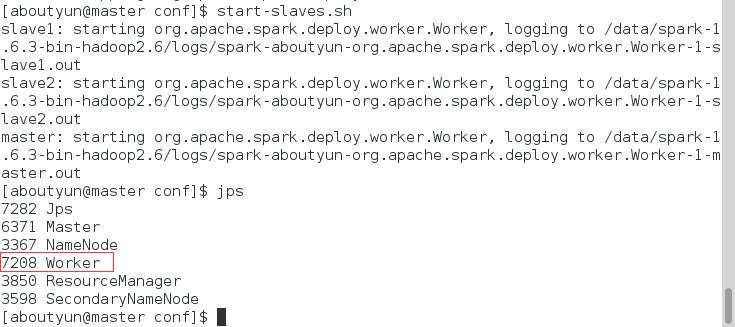 [aboutyun@master conf]$ start-slaves.sh
slave1: starting org.apache.spark.deploy.worker.Worker, logging to /data/spark-1
.6.3-bin-hadoop2.6/logs/spark-aboutyun-org.apache.spark.deploy.worker.Worker-1-s
lave1.out
slave2: starting org.apache.spark.deploy.worker.Worker, logging to /data/spark-1
.6.3-bin-hadoop2.6/logs/spark-aboutyun-org.apache.spark.deploy.worker.Worker-1-s
lave2.out
master: starting org.apache.spark.deploy.worker.Worker, logging to /data/spark-1
.6.3-bin-hadoop2.6/logs/spark-aboutyun-org.apache.spark.deploy.worker.Worker-1-m
aster.out
[aboutyun@master conf]$ jps
7282 Jps
6371 Master
3367 NameNode
7208 Worker
3850 ResourceManager
3598 SecondaryNameNode
[aboutyun@master conf]$